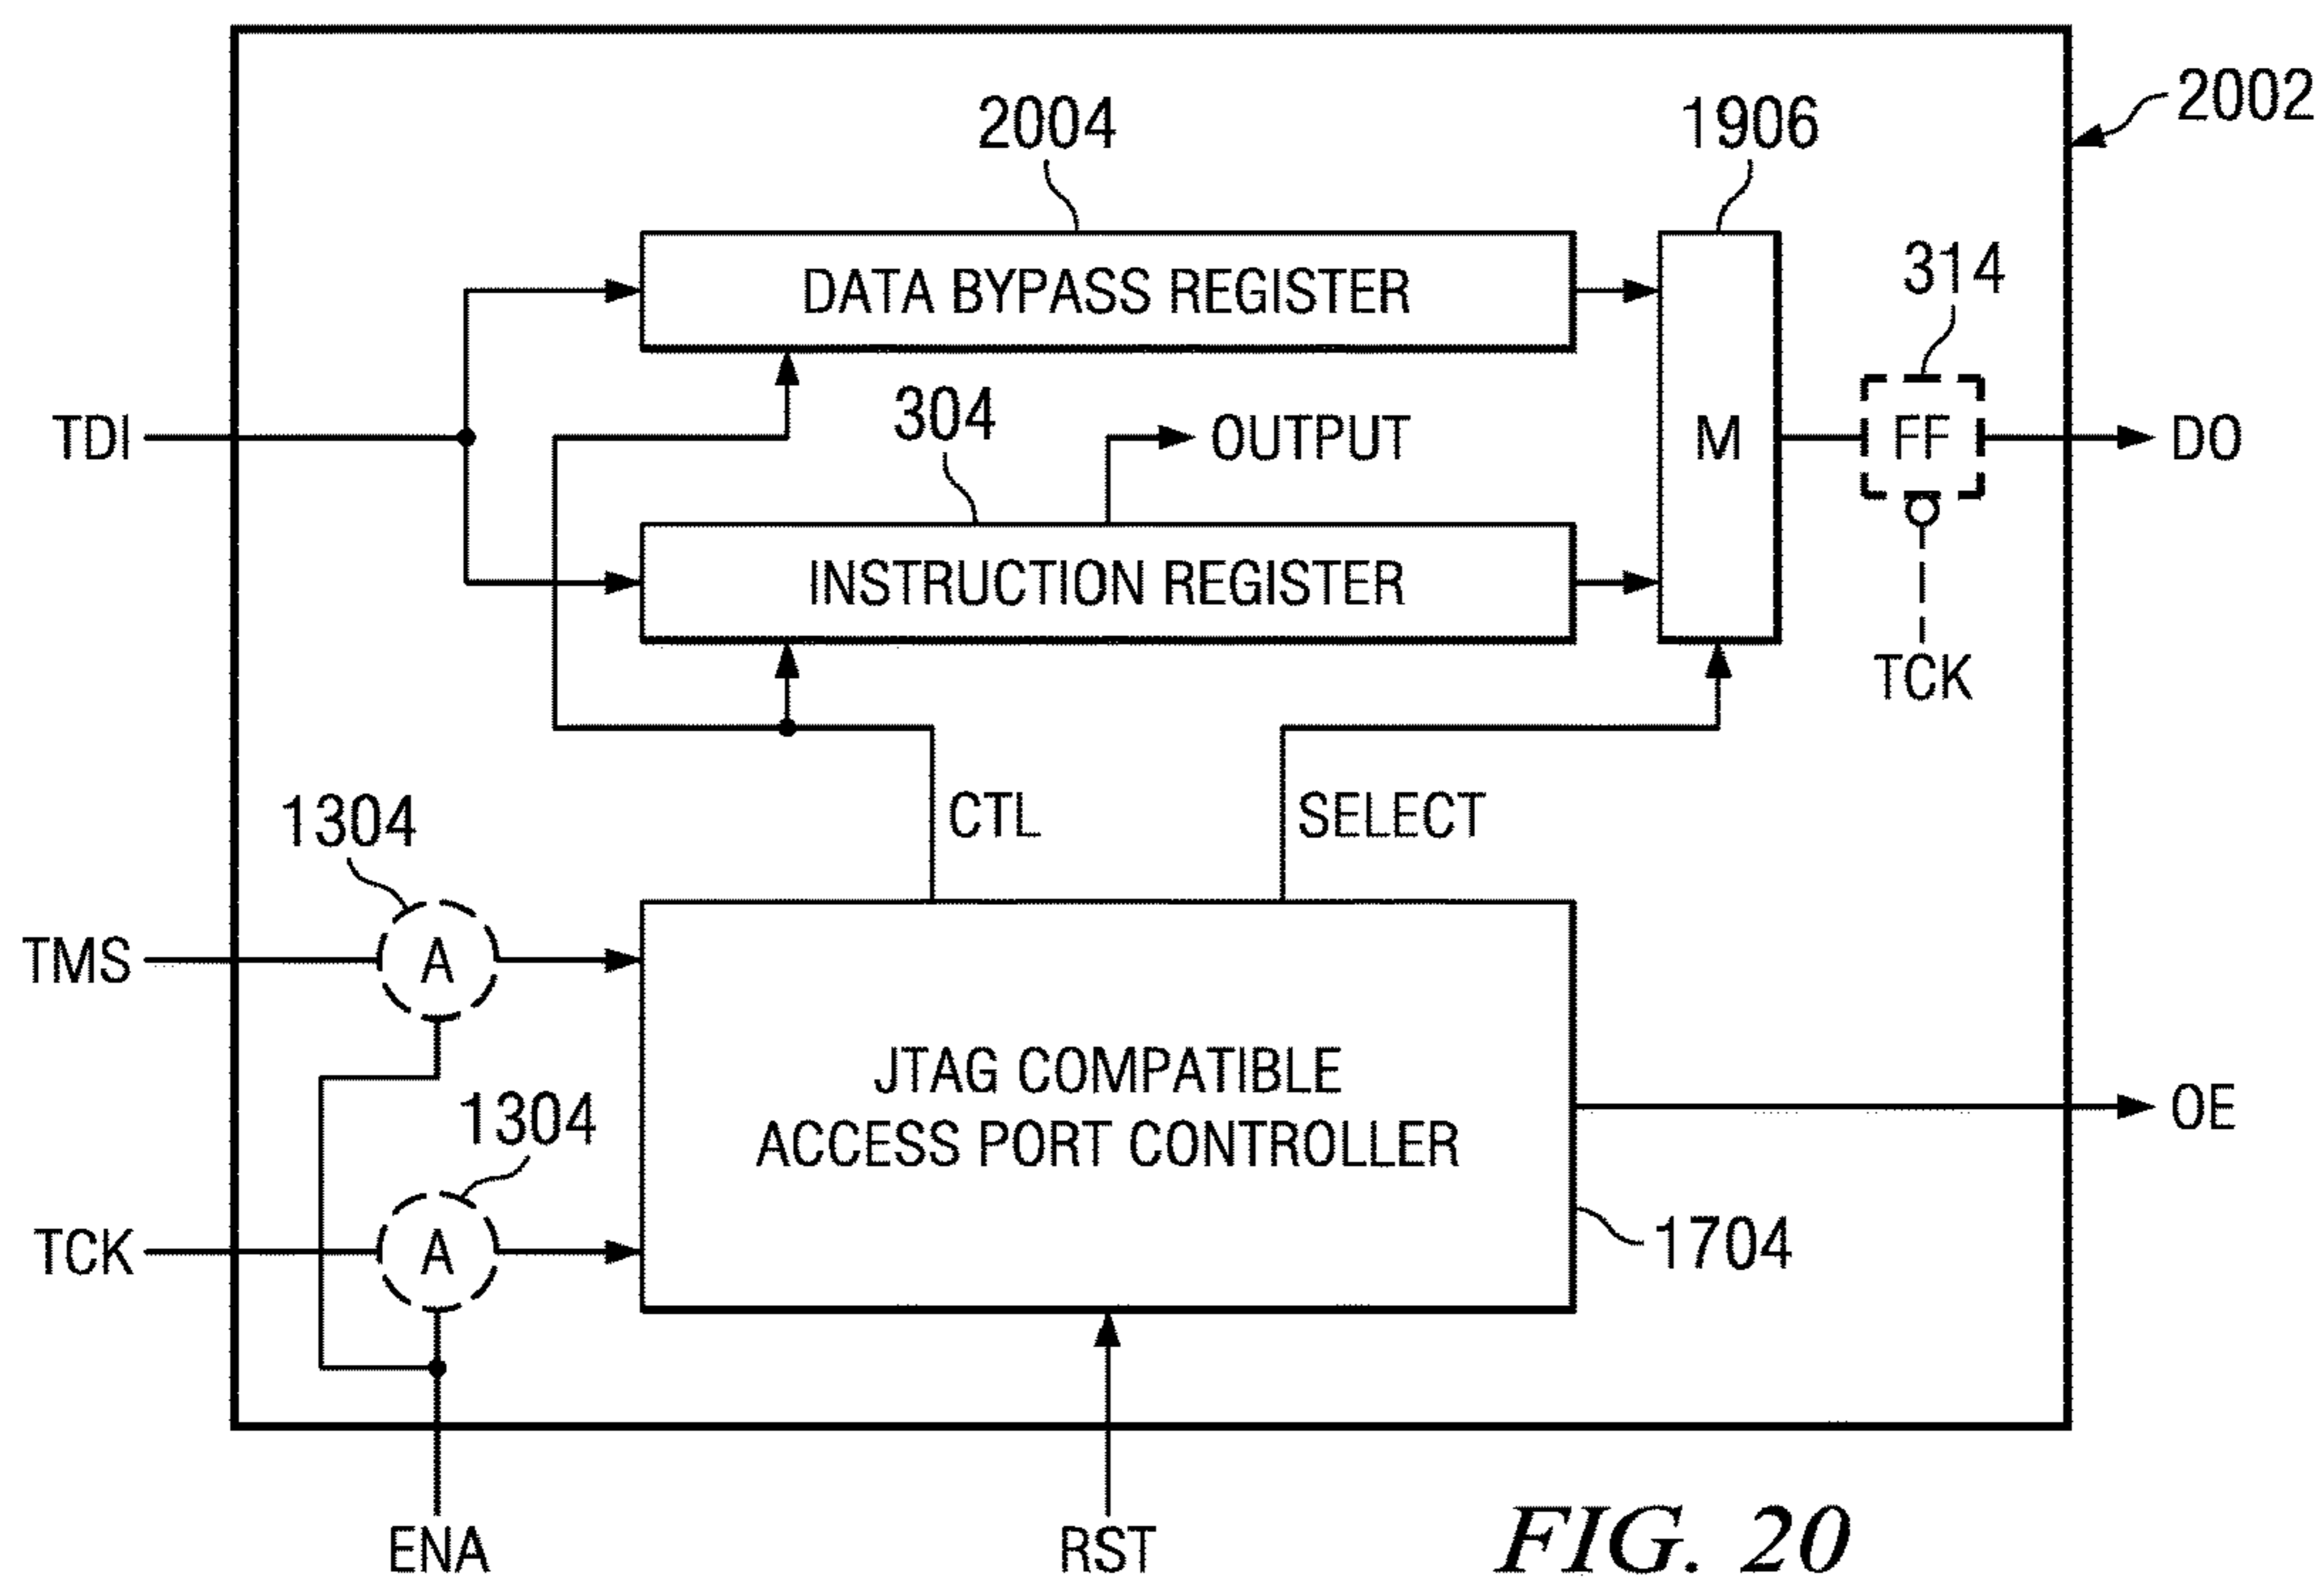 2002
2004
1906
314
DATA BYPASS REGISTER
TDI
304
OUTPUT
M
FF
DO
INSTRUCTION REGISTER
TCK
CTL
SELECT
1304
TMS
A
JTAG COMPATIBLE
ACCESS PORT CONTROLLER
1304
OE
TCK
A
1704
ENA
RST
FIG. 20